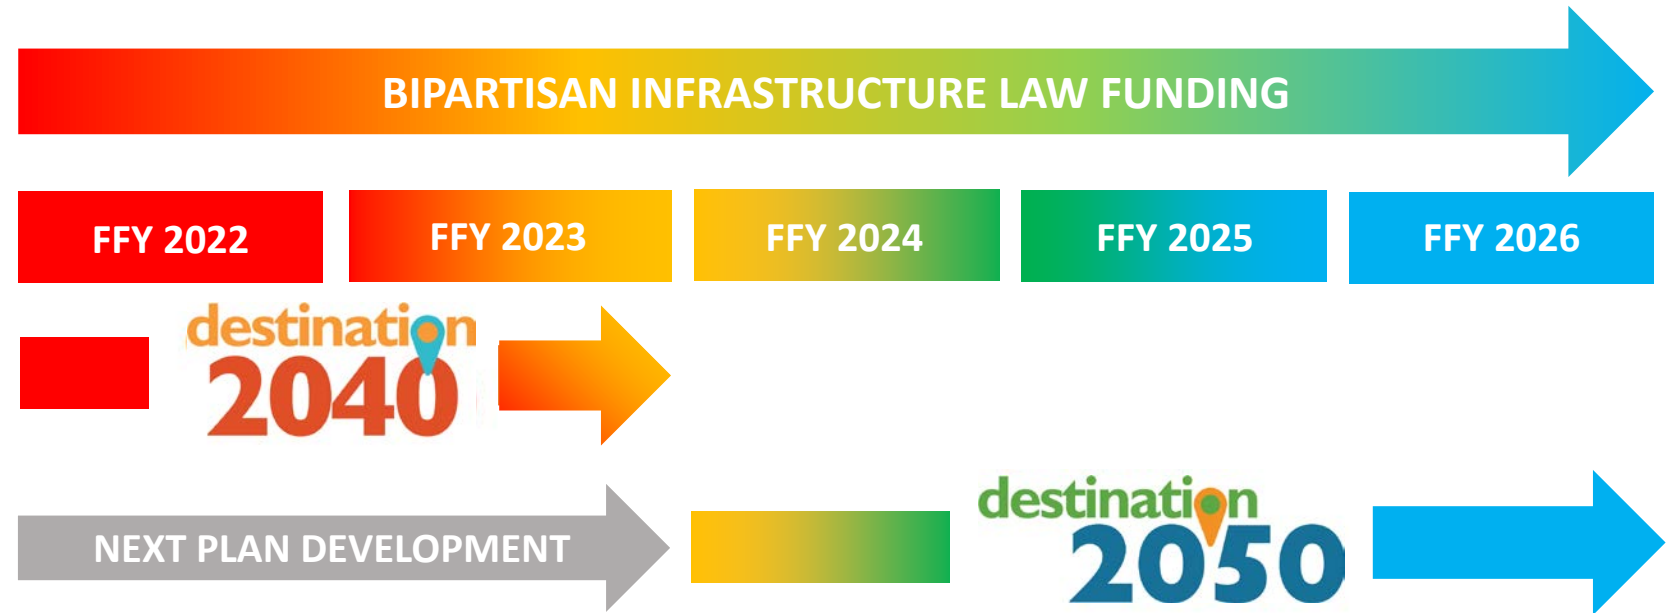 BIPARTISAN INFRASTRUCTURE LAW FUNDING
FFY 2022
FFY 2023
FFY 2024
FFY 2025
FFY 2026
destination
2040
NEXT PLAN DEVELOPMENT
destination
2050